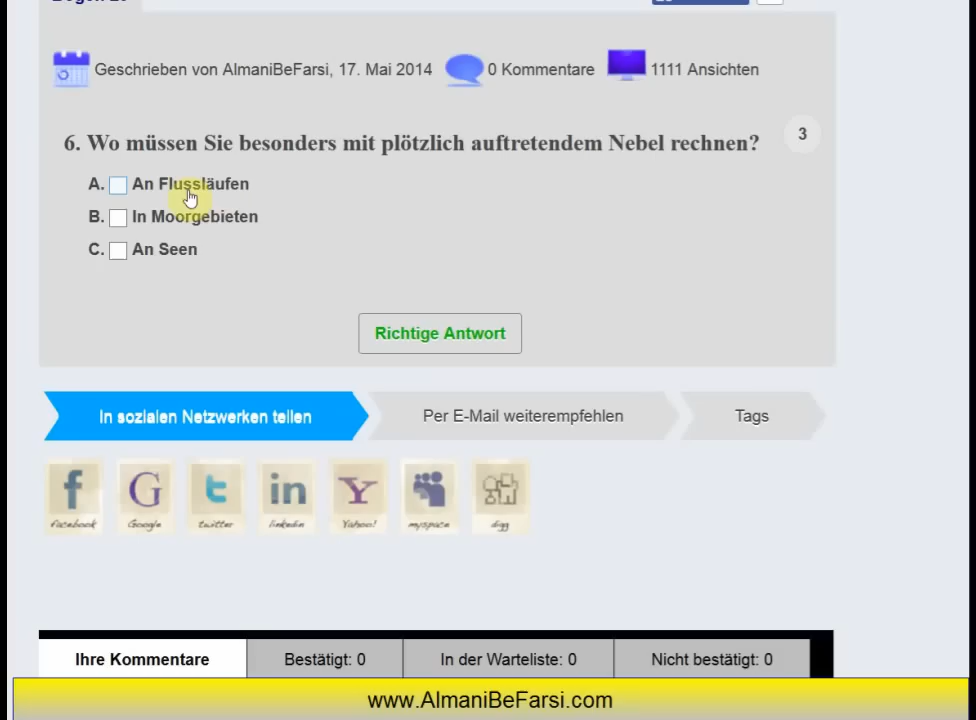 Geschrieben von AlmaniBeFarsi, 17. Mai 2014 0 Kommentare 1111 Ansichten
6. Wo müssen Sie besonders mit plötzlich auftretendem Nebel rechnen? 3
A. An Flussläufen
B. In Moorgebieten
C. An Seen
Richtige Antwort
In sozialen Netzwerken teilen Per E-Mail weiterempfehlen Tags
facebook Google twitter linkedin Yahoo! myspace digg
Ihre Kommentare Bestätigt: 0 In der Warteliste: 0 Nicht bestätigt: 0
www.AlmaniBeFarsi.com